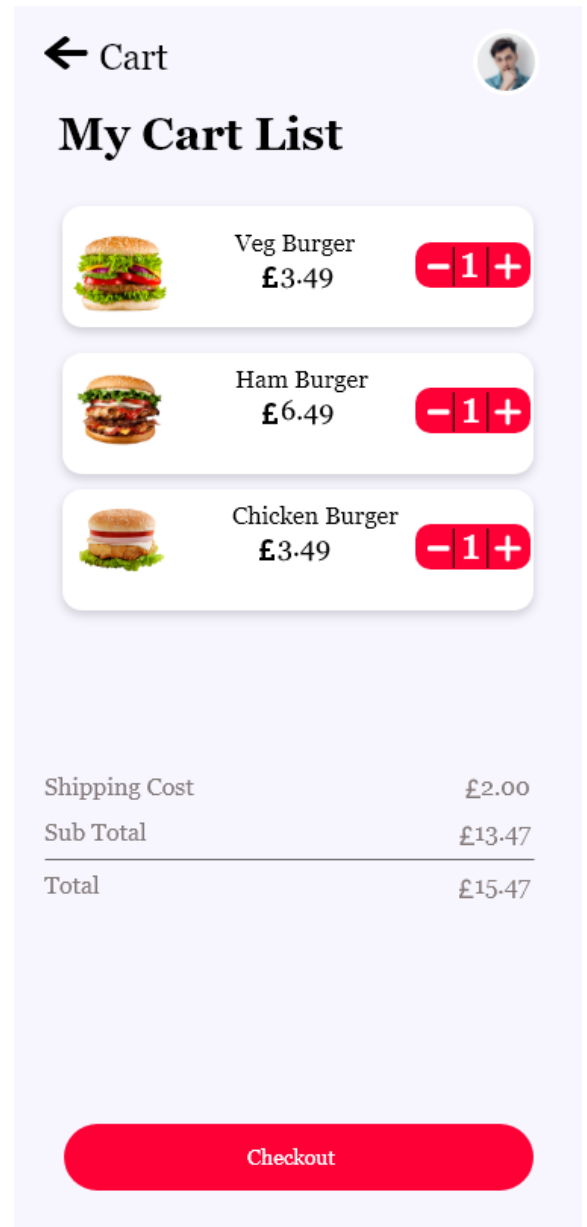 Cart
My Cart List
Veg Burger
£3.49
− 1 +
Ham Burger
£6.49
− 1 +
Chicken Burger
£3.49
− 1 +
Shipping Cost £2.00
Sub Total £13.47
Total £15.47
Checkout